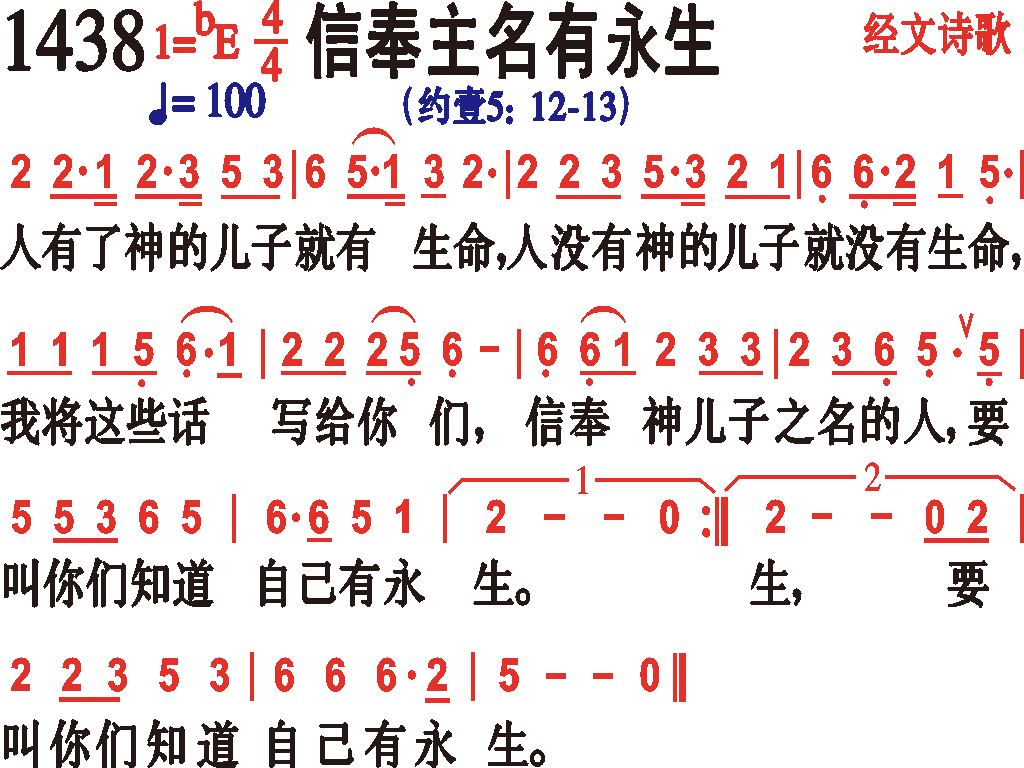 1438 1=bE 4/4 信奉主名有永生 经文诗歌
♩= 100 (约壹5: 12-13)
2 2·1 2·3 5 3 | 6 5·1 3 2· | 2 2 3 5·3 2 1 | 6 6·2 1 5· |
人有了神的儿子就有 生命,人没有神的儿子就没有生命,
1 1 1 5 6·1 | 2 2 2 5 6 - | 6 6 1 2 3 3 | 2 3 6 5· V 5 |
我将这些话 写给你 们, 信奉 神儿子之名的人,要
1 2
5 5 3 6 5 | 6·6 5 1 | 2 - - 0 :‖ 2 - - 0 2 |
叫你们知道 自己有永 生。 生, 要
2 2 3 5 3 | 6 6 6·2 | 5 - - 0 ‖
叫你们知道 自己有永 生。